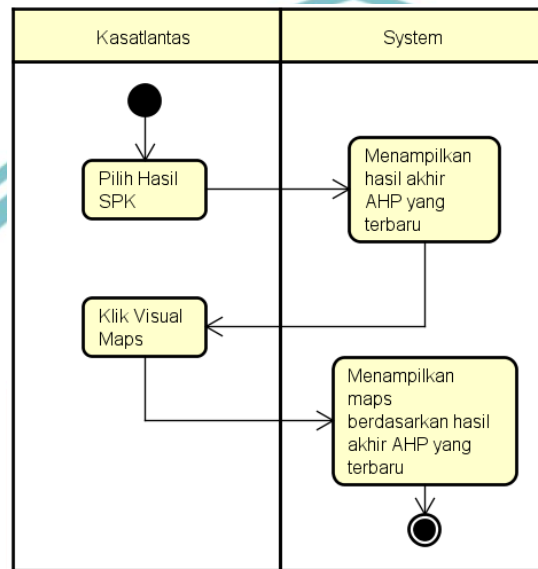 Kasatlantas
System
Pilih Hasil
SPK
Menampilkan
hasil akhir
AHP yang
terbaru
Klik Visual
Maps
Menampilkan
maps
berdasarkan hasil
akhir AHP yang
terbaru